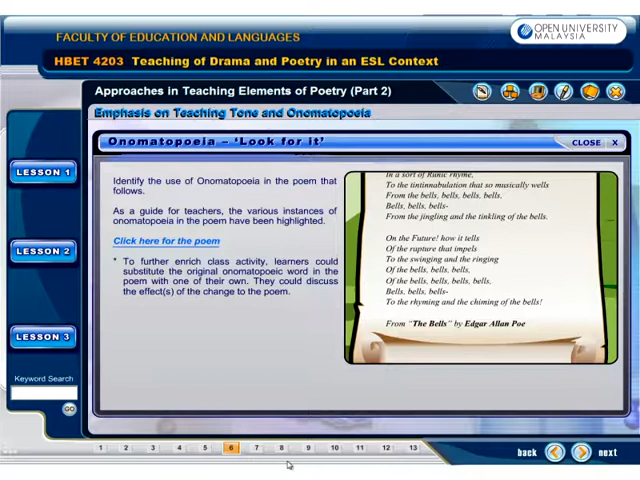 FACULTY OF EDUCATION AND LANGUAGES
OPEN UNIVERSITY
MALAYSIA
HBET 4203 Teaching of Drama and Poetry in an ESL Context
Approaches in Teaching Elements of Poetry (Part 2)
Emphasis on Teaching Tone and Onomatopoeia
Onomatopoeia – 'Look for it'
CLOSE X
LESSON 1
LESSON 2
LESSON 3
Keyword Search
GO
Identify the use of Onomatopoeia in the poem that
follows.
As a guide for teachers, the various instances of
onomatopoeia in the poem have been highlighted.
Click here for the poem
* To further enrich class activity, learners could
substitute the original onomatopoeic word in the
poem with one of their own. They could discuss
the effect(s) of the change to the poem.
In a sort of Runic rhyme,
To the tintinnabulation that so musically wells
From the bells, bells, bells, bells,
Bells, bells, bells-
From the jingling and the tinkling of the bells.
On the Future! how it tells
Of the rapture that impels
To the swinging and the ringing
Of the bells, bells, bells,
Of the bells, bells, bells, bells,
Bells, bells, bells-
To the rhyming and the chiming of the bells!
From "The Bells" by Edgar Allan Poe
1 2 3 4 5 6 7 8 9 10 11 12 13
back next